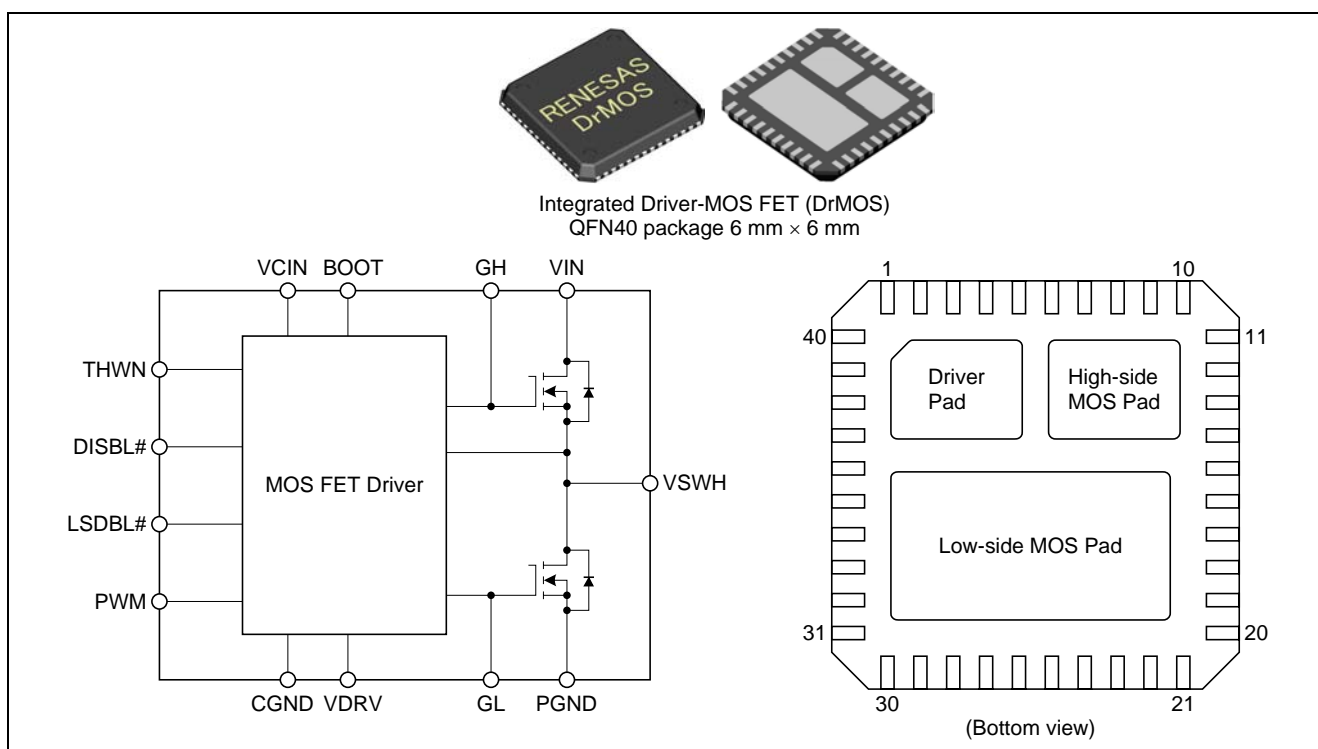 RENESAS
DrMOS
Integrated Driver-MOS FET (DrMOS)
QFN40 package 6 mm × 6 mm
VCIN BOOT GH VIN
THWN
DISBL#
LSDBL#
PWM
MOS FET Driver
VSWH
CGND VDRV GL PGND
1 10
40 11
Driver
Pad
High-side
MOS Pad
Low-side MOS Pad
31 20
30 21
(Bottom view)